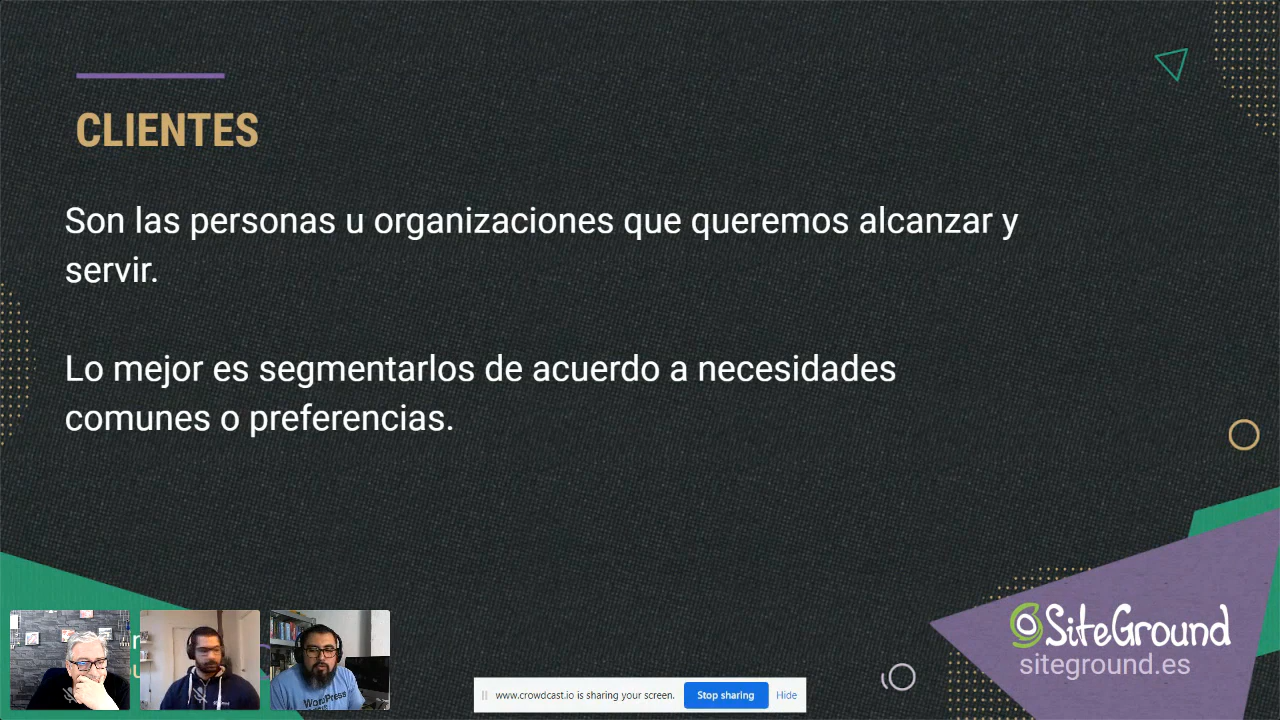 CLIENTES
Son las personas u organizaciones que queremos alcanzar y
servir.
Lo mejor es segmentarlos de acuerdo a necesidades
comunes o preferencias.
SiteGround
siteground.es
WordPress
www.crowdcast.io is sharing your screen.
Stop sharing
Hide